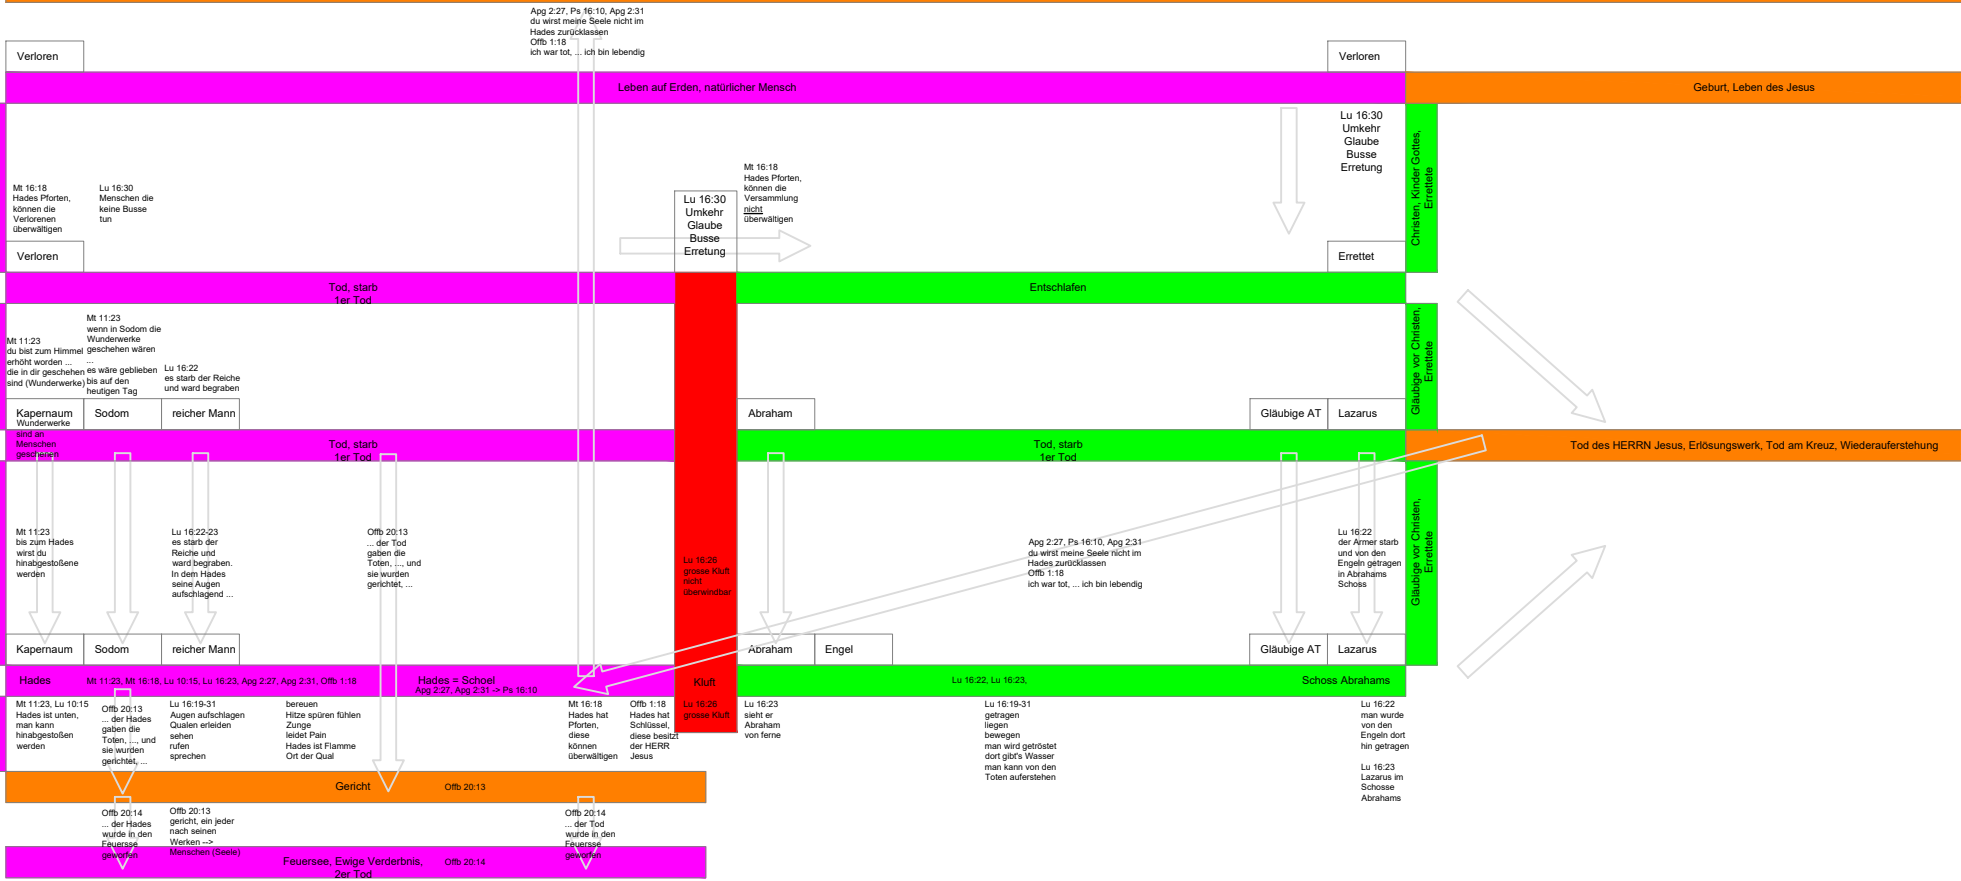 Apg 2:27, Ps 16:10, Apg 2:31
du wirst meine Seele nicht im
Hades zurücklassen
Offb 1:18
ich war tot, ... ich bin lebendig
Verloren
Verloren
Leben auf Erden, natürlicher Mensch
Geburt, Leben des Jesus
Lu 16:30
Umkehr
Glaube
Busse
Erretung
Christen, Kinder Gottes,
Errettete
Mt 16:18
Hades Pforten,
können die
Verlorenen
überwältigen
Lu 16:30
Menschen die
keine Busse
tun
Lu 16:30
Umkehr
Glaube
Busse
Erretung
Mt 16:18
Hades Pforten,
können die
Versammlung
nicht
überwältigen
Verloren
Errettet
Tod, starb
1er Tod
Entschlafen
Mt 11:23
du bist zum Himmel
erhöht worden ...
die in dir geschehen
sind (Wunderwerke)
Mt 11:23
wenn in Sodom die
Wunderwerke
geschehen wären
...
es wäre geblieben
bis auf den
heutigen Tag
Lu 16:22
es starb der Reiche
und ward begraben
Gläubige vor Christen,
Errettete
Kapernaum
Wunderwerke
sind an
Menschen
geschehen
Sodom
reicher Mann
Abraham
Gläubige AT
Lazarus
Tod, starb
1er Tod
Tod, starb
1er Tod
Tod des HERRN Jesus, Erlösungswerk, Tod am Kreuz, Wiederauferstehung
Mt 11:23
bis zum Hades
wirst du
hinabgestoßene
werden
Lu 16:22-23
es starb der
Reiche und
ward begraben.
In dem Hades
seine Augen
aufschlagend ...
Offb 20:13
... der Tod
gaben die
Toten, ..., und
sie wurden
gerichtet, ...
Lu 16:26
grosse Kluft
nicht
überwindbar
Apg 2:27, Ps 16:10, Apg 2:31
du wirst meine Seele nicht im
Hades zurücklassen
Offb 1:18
ich war tot, ... ich bin lebendig
Lu 16:22
der Armer starb
und von den
Engeln getragen
in Abrahams
Schoss
Gläubige vor Christen,
Errettete
Kapernaum
Sodom
reicher Mann
Abraham
Engel
Gläubige AT
Lazarus
Hades
Mt 11:23, Mt 16:18, Lu 10:15, Lu 16:23, Apg 2:27, Apg 2:31, Offb 1:18
Hades = Schoel
Apg 2:27, Apg 2:31 -> Ps 16:10
Kluft
Lu 16:22, Lu 16:23,
Schoss Abrahams
Mt 11:23, Lu 10:15
Hades ist unten,
man kann
hinabgestoßen
werden
Offb 20:13
... der Hades
gaben die
Toten, ..., und
sie wurden
gerichtet, ...
Lu 16:19-31
Augen aufschlagen
Qualen erleiden
sehen
rufen
sprechen
bereuen
Hitze spüren fühlen
Zunge
leidet Pain
Hades ist Flamme
Ort der Qual
Mt 16:18
Hades hat
Pforten,
diese
können
überwältigen
Offb 1:18
Hades hat
Schlüssel,
diese besitzt
der HERR
Jesus
Lu 16:26
grosse Kluft
Lu 16:23
sieht er
Abraham
von ferne
Lu 16:19-31
getragen
liegen
bewegen
man wird getröstet
dort gibt's Wasser
man kann von den
Toten auferstehen
Lu 16:22
man wurde
von den
Engeln dort
hin getragen
Lu 16:23
Lazarus im
Schosse
Abrahams
Gericht
Offb 20:13
Offb 20:14
... der Hades
wurde in den
Feuersse
geworfen
Offb 20:13
gericht, ein jeder
nach seinen
Werken -->
Menschen (Seele)
Offb 20:14
... der Tod
wurde in den
Feuersse
geworfen
Feuersee, Ewige Verderbnis,
2er Tod
Offb 20:14